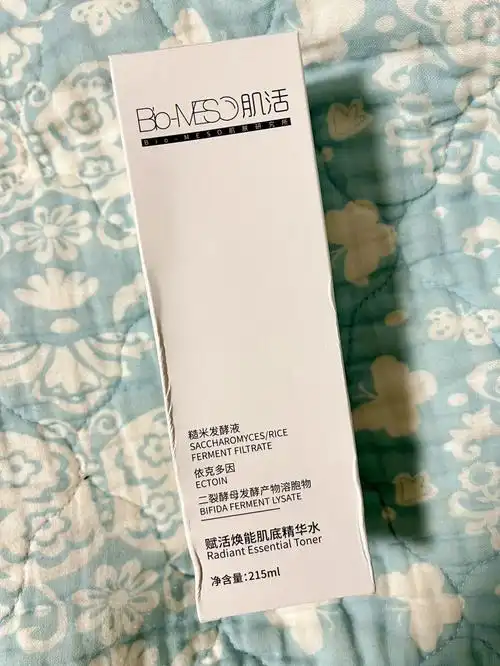 Bio-MESO肌活
Bio-MESO肌肤研究所
糙米发酵液
SACCHAROMYCES/RICE
FERMENT FILTRATE
依克多因
ECTOIN
二裂酵母发酵产物溶胞物
BIFIDA FERMENT LYSATE
赋活焕能肌底精华水
Radiant Essential Toner
净含量:215ml